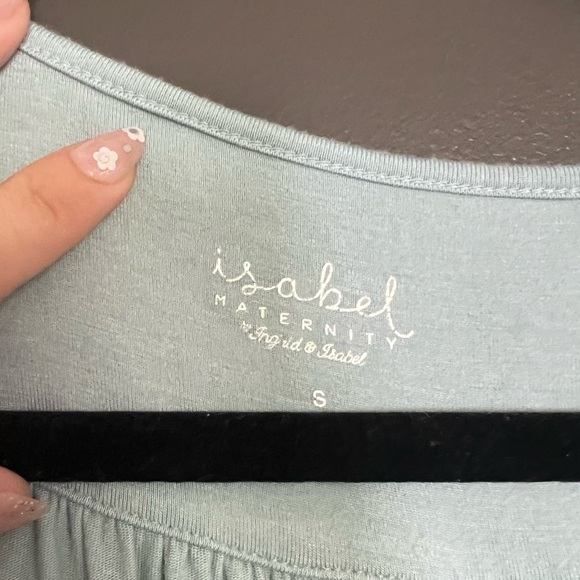 isabel
MATERNITY
by Ingrid & Isabel
S